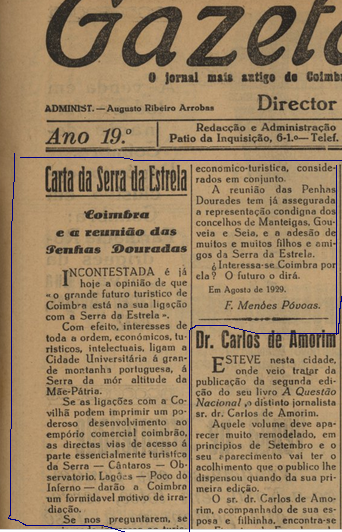 Gazeta
O jornal mais antigo de Coimb
ADMINIST. — Augusto Ribeiro Arrobas
Director
Ano 19.º
Redacção e Administração
Patio da Inquisição, 6-1.º — Telef.
Carta da Serra da Estrela
Coimbra
e a reunião das
Penhas Douradas
INCONTESTADA é já
hoje a opinião de que
« o grande futuro turistico de
Coimbra está na sua ligação
com a Serra da Estrela ».
Com efeito, interesses de
toda a ordem, económicos, tu-
rísticos, intelectuais, ligam a
Cidade Universitária á gran-
de montanha portuguesa, á
Serra da mór altitude da
Mãe-Pátria.
Se as ligações com a Co-
vilhã podem imprimir um po-
deroso desenvolvimento ao
empório comercial coimbrão,
as directas vias de acesso á
parte essencialmente turistica
da Serra — Cântaros — Ob-
servatorio, Lagôas — Poço do
Inferno — darão a Coimbra
um formidavel motivo de irra-
diação.
Se nos preguntarem, se
economico-turistica, conside-
rados em conjunto.
A reunião das Penhas
Douredes tem já assegurada
a representação condigna dos
concelhos de Manteigas, Gou-
veia e Seia, e a adesão de
muitos e muitos filhos e ami-
gos da Serra da Estrela.
¿Interessa-se Coimbra por
ela? O futuro o dirá.
Em Agosto de 1929.
F. Mendes Póvoas.
Dr. Carlos de Amorim
ESTEVE nesta cidade,
onde veio tratar da
publicação da segunda edi-
ção do seu livro A Questão
Nacional o distinto jornalista
sr. dr. Carlos de Amorim.
Aquele volume deve apa-
recer muito remodelado, em
princípios de Setembro e o
seu aparecimento vai ter o
acolhimento que o publico lhe
dispensou quando da sua pri-
meira edição.
O sr. dr. Carlos de Amo-
rim, acompanhado de sua es-
posa e filhinha, encontra-se